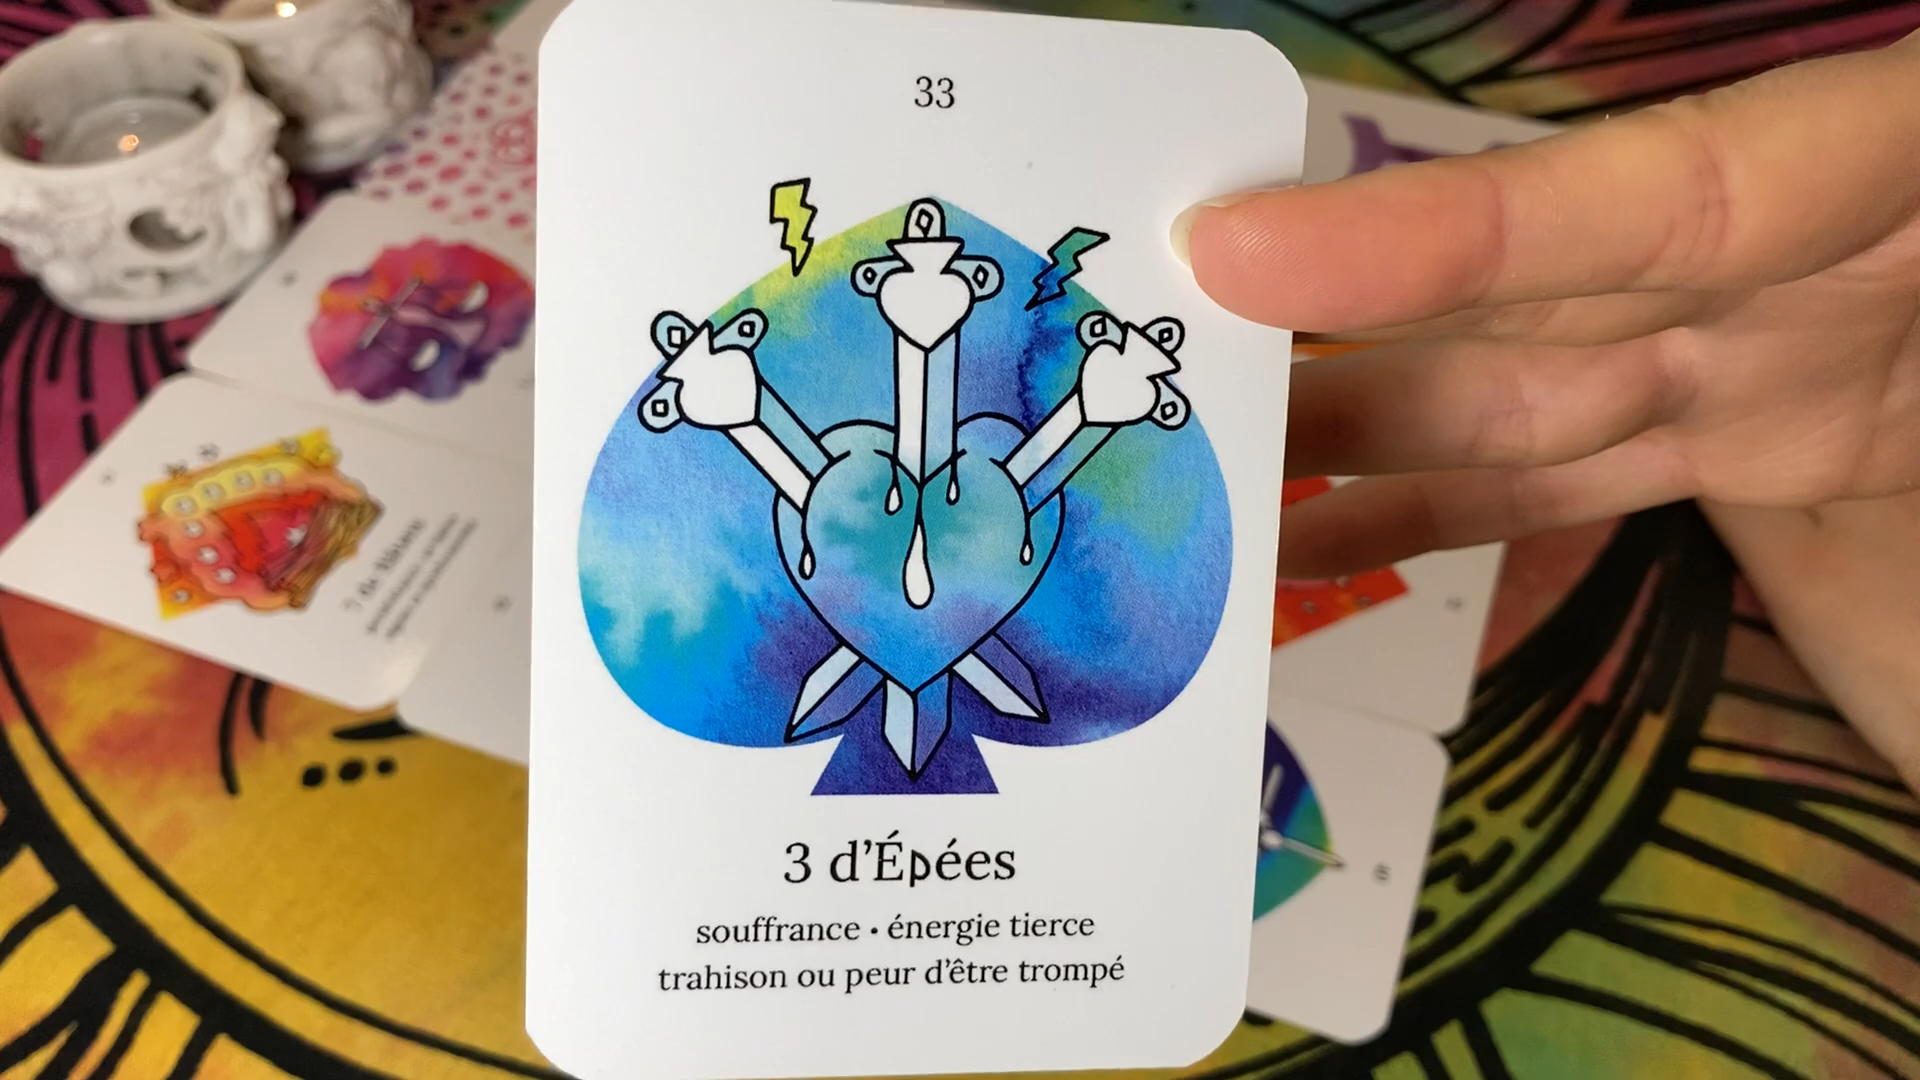 33
3 d'Épées
souffrance • énergie tierce
trahison ou peur d'être trompé